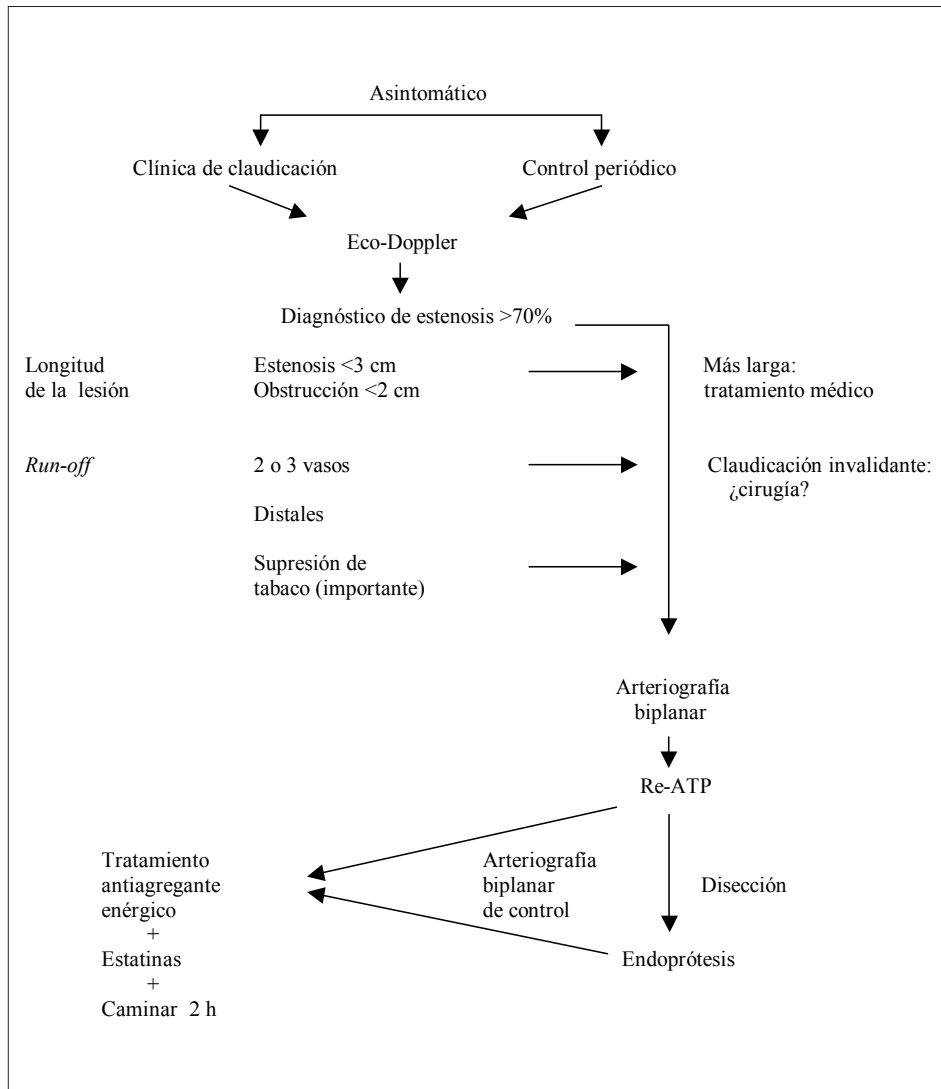 Asintomático
Clínica de claudicación
Control periódico
Eco-Doppler
Diagnóstico de estenosis >70%
Longitud
de la lesión
Estenosis <3 cm
Obstrucción <2 cm
Más larga:
tratamiento médico
Run-off
2 o 3 vasos
Claudicación invalidante:
¿cirugía?
Distales
Supresión de
tabaco (importante)
Arteriografía
biplanar
Re-ATP
Tratamiento
antiagregante
enérgico
+
Estatinas
+
Caminar 2 h
Arteriografía
biplanar
de control
Disección
Endoprótesis